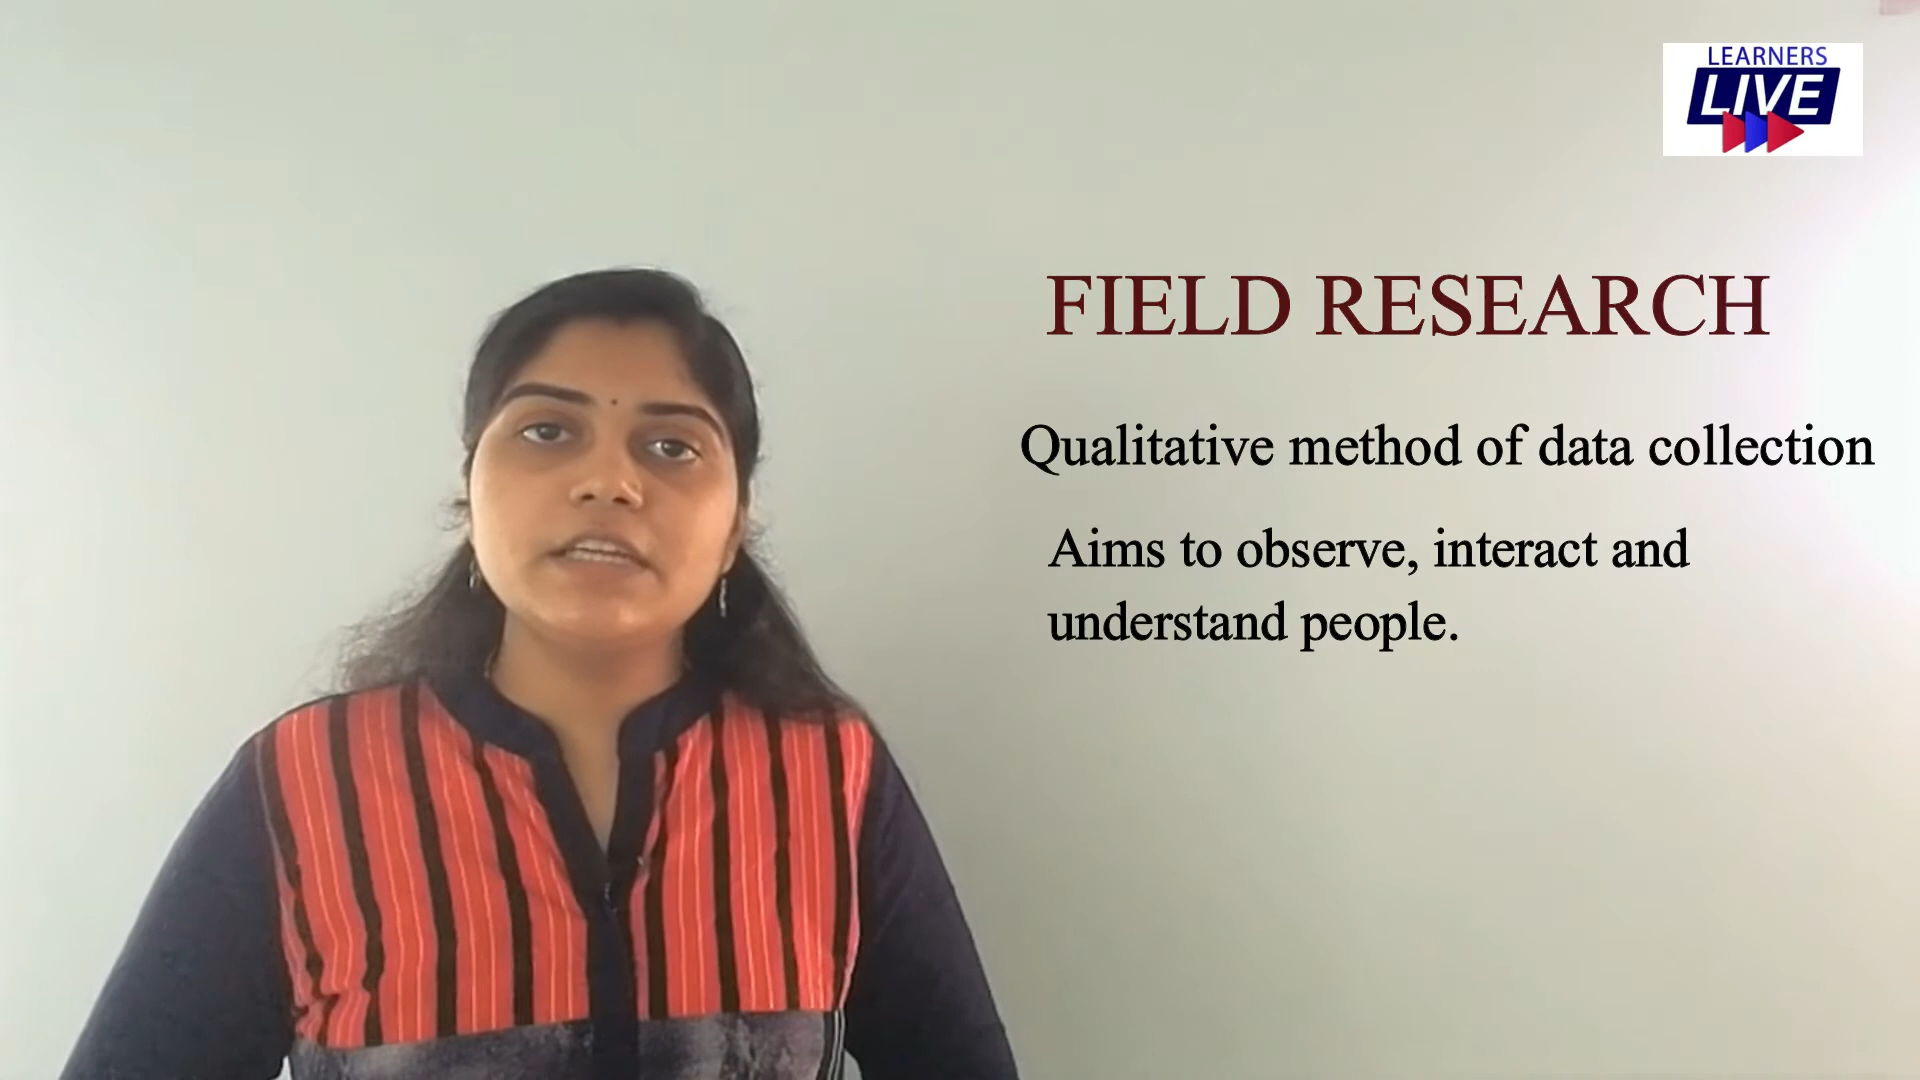 LEARNERS
LIVE
FIELD RESEARCH
Qualitative method of data collection
Aims to observe, interact and
understand people.